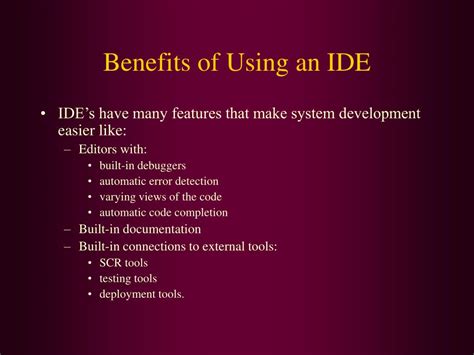 Benefits of Using an IDE
• IDE's have many features that make system development
easier like:
– Editors with:
• built-in debuggers
• automatic error detection
• varying views of the code
• automatic code completion
– Built-in documentation
– Built-in connections to external tools:
• SCR tools
• testing tools
• deployment tools.